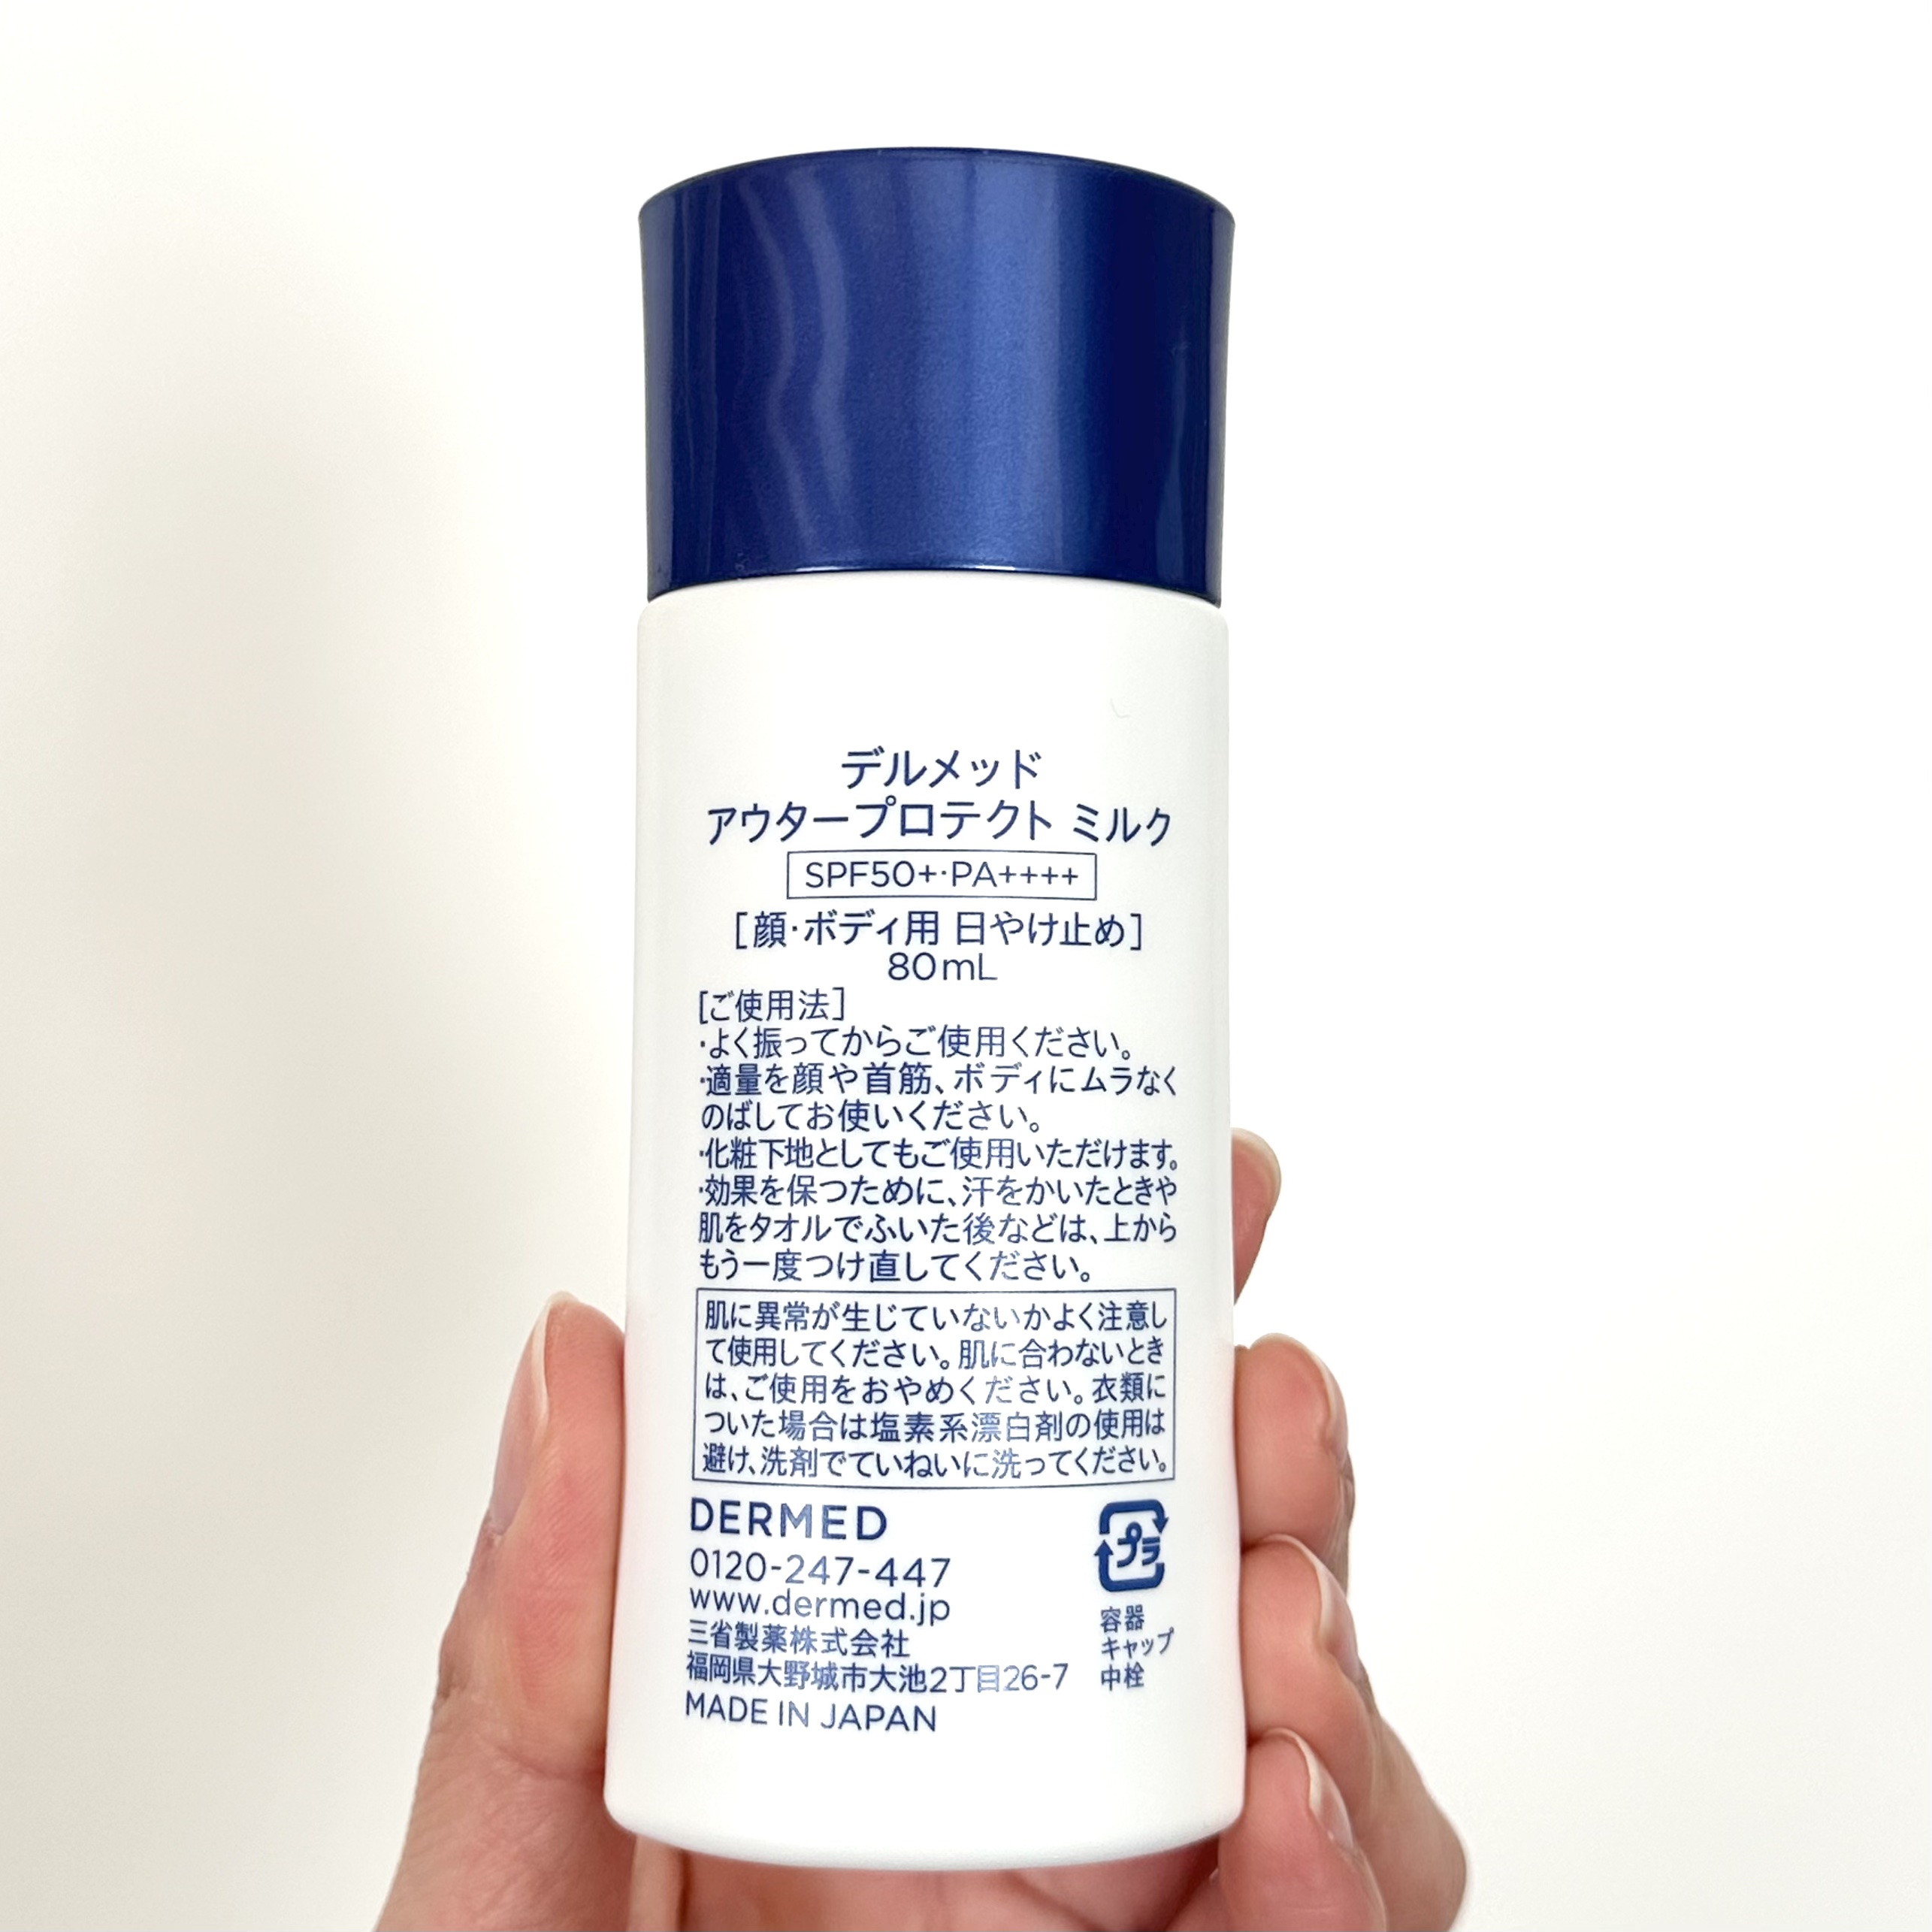 デルメッド
アウタープロテクト ミルク
SPF50+·PA++++
[顔·ボディ用 日やけ止め]
80mL
[ご使用法]
·よく振ってからご使用ください。
·適量を顔や首筋、ボディにムラなく
のばしてお使いください。
·化粧下地としてもご使用いただけます。
·効果を保つために、汗をかいたときや
肌をタオルでふいた後などは、上から
もう一度つけ直してください。
肌に異常が生じていないかよく注意し
て使用してください。肌に合わないとき
は、ご使用をおやめください。衣類に
ついた場合は塩素系漂白剤の使用は
避け、洗剤でていねいに洗ってください。
DERMED
0120-247-447
www.dermed.jp
三省製薬株式会社
福岡県大野城市大池2丁目26-7
MADE IN JAPAN
プラ
容器
キャップ
中栓